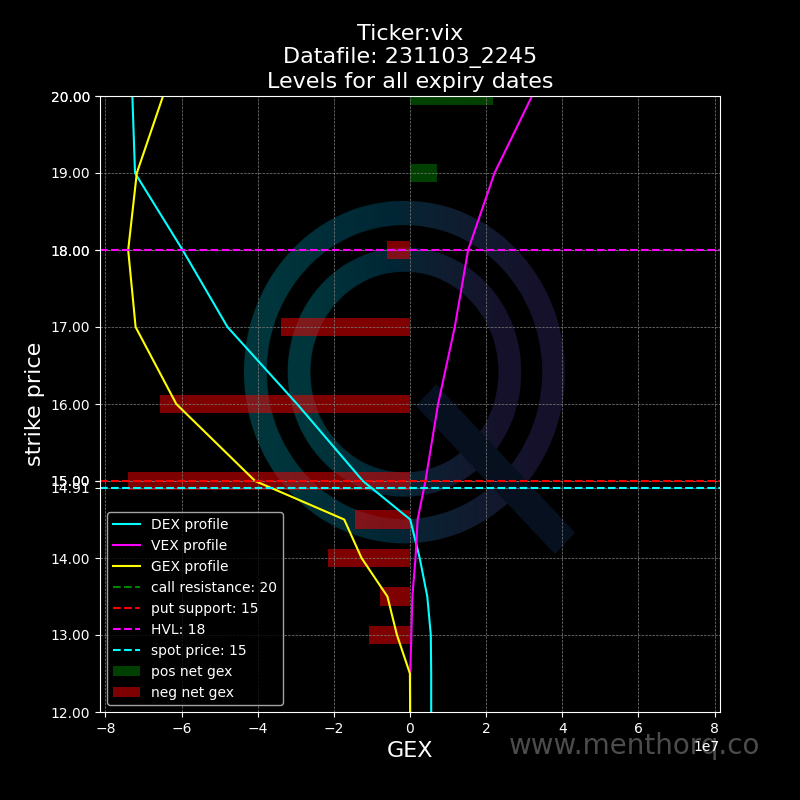 Ticker:vix
Datafile: 231103_2245
Levels for all expiry dates
20.00
19.00
18.00
17.00
16.00
15.00
14.91
14.00
13.00
12.00
strike price
DEX profile
VEX profile
GEX profile
call resistance: 20
put support: 15
HVL: 18
spot price: 15
pos net gex
neg net gex
−8 −6 −4 −2 0 2 4 6 8
1e7
GEX
www.menthorq.co